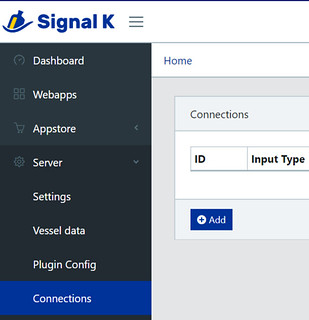 Signal K
Dashboard
Webapps
Appstore
Server
Settings
Vessel data
Plugin Config
Connections
Home
Connections
ID Input Type
Add